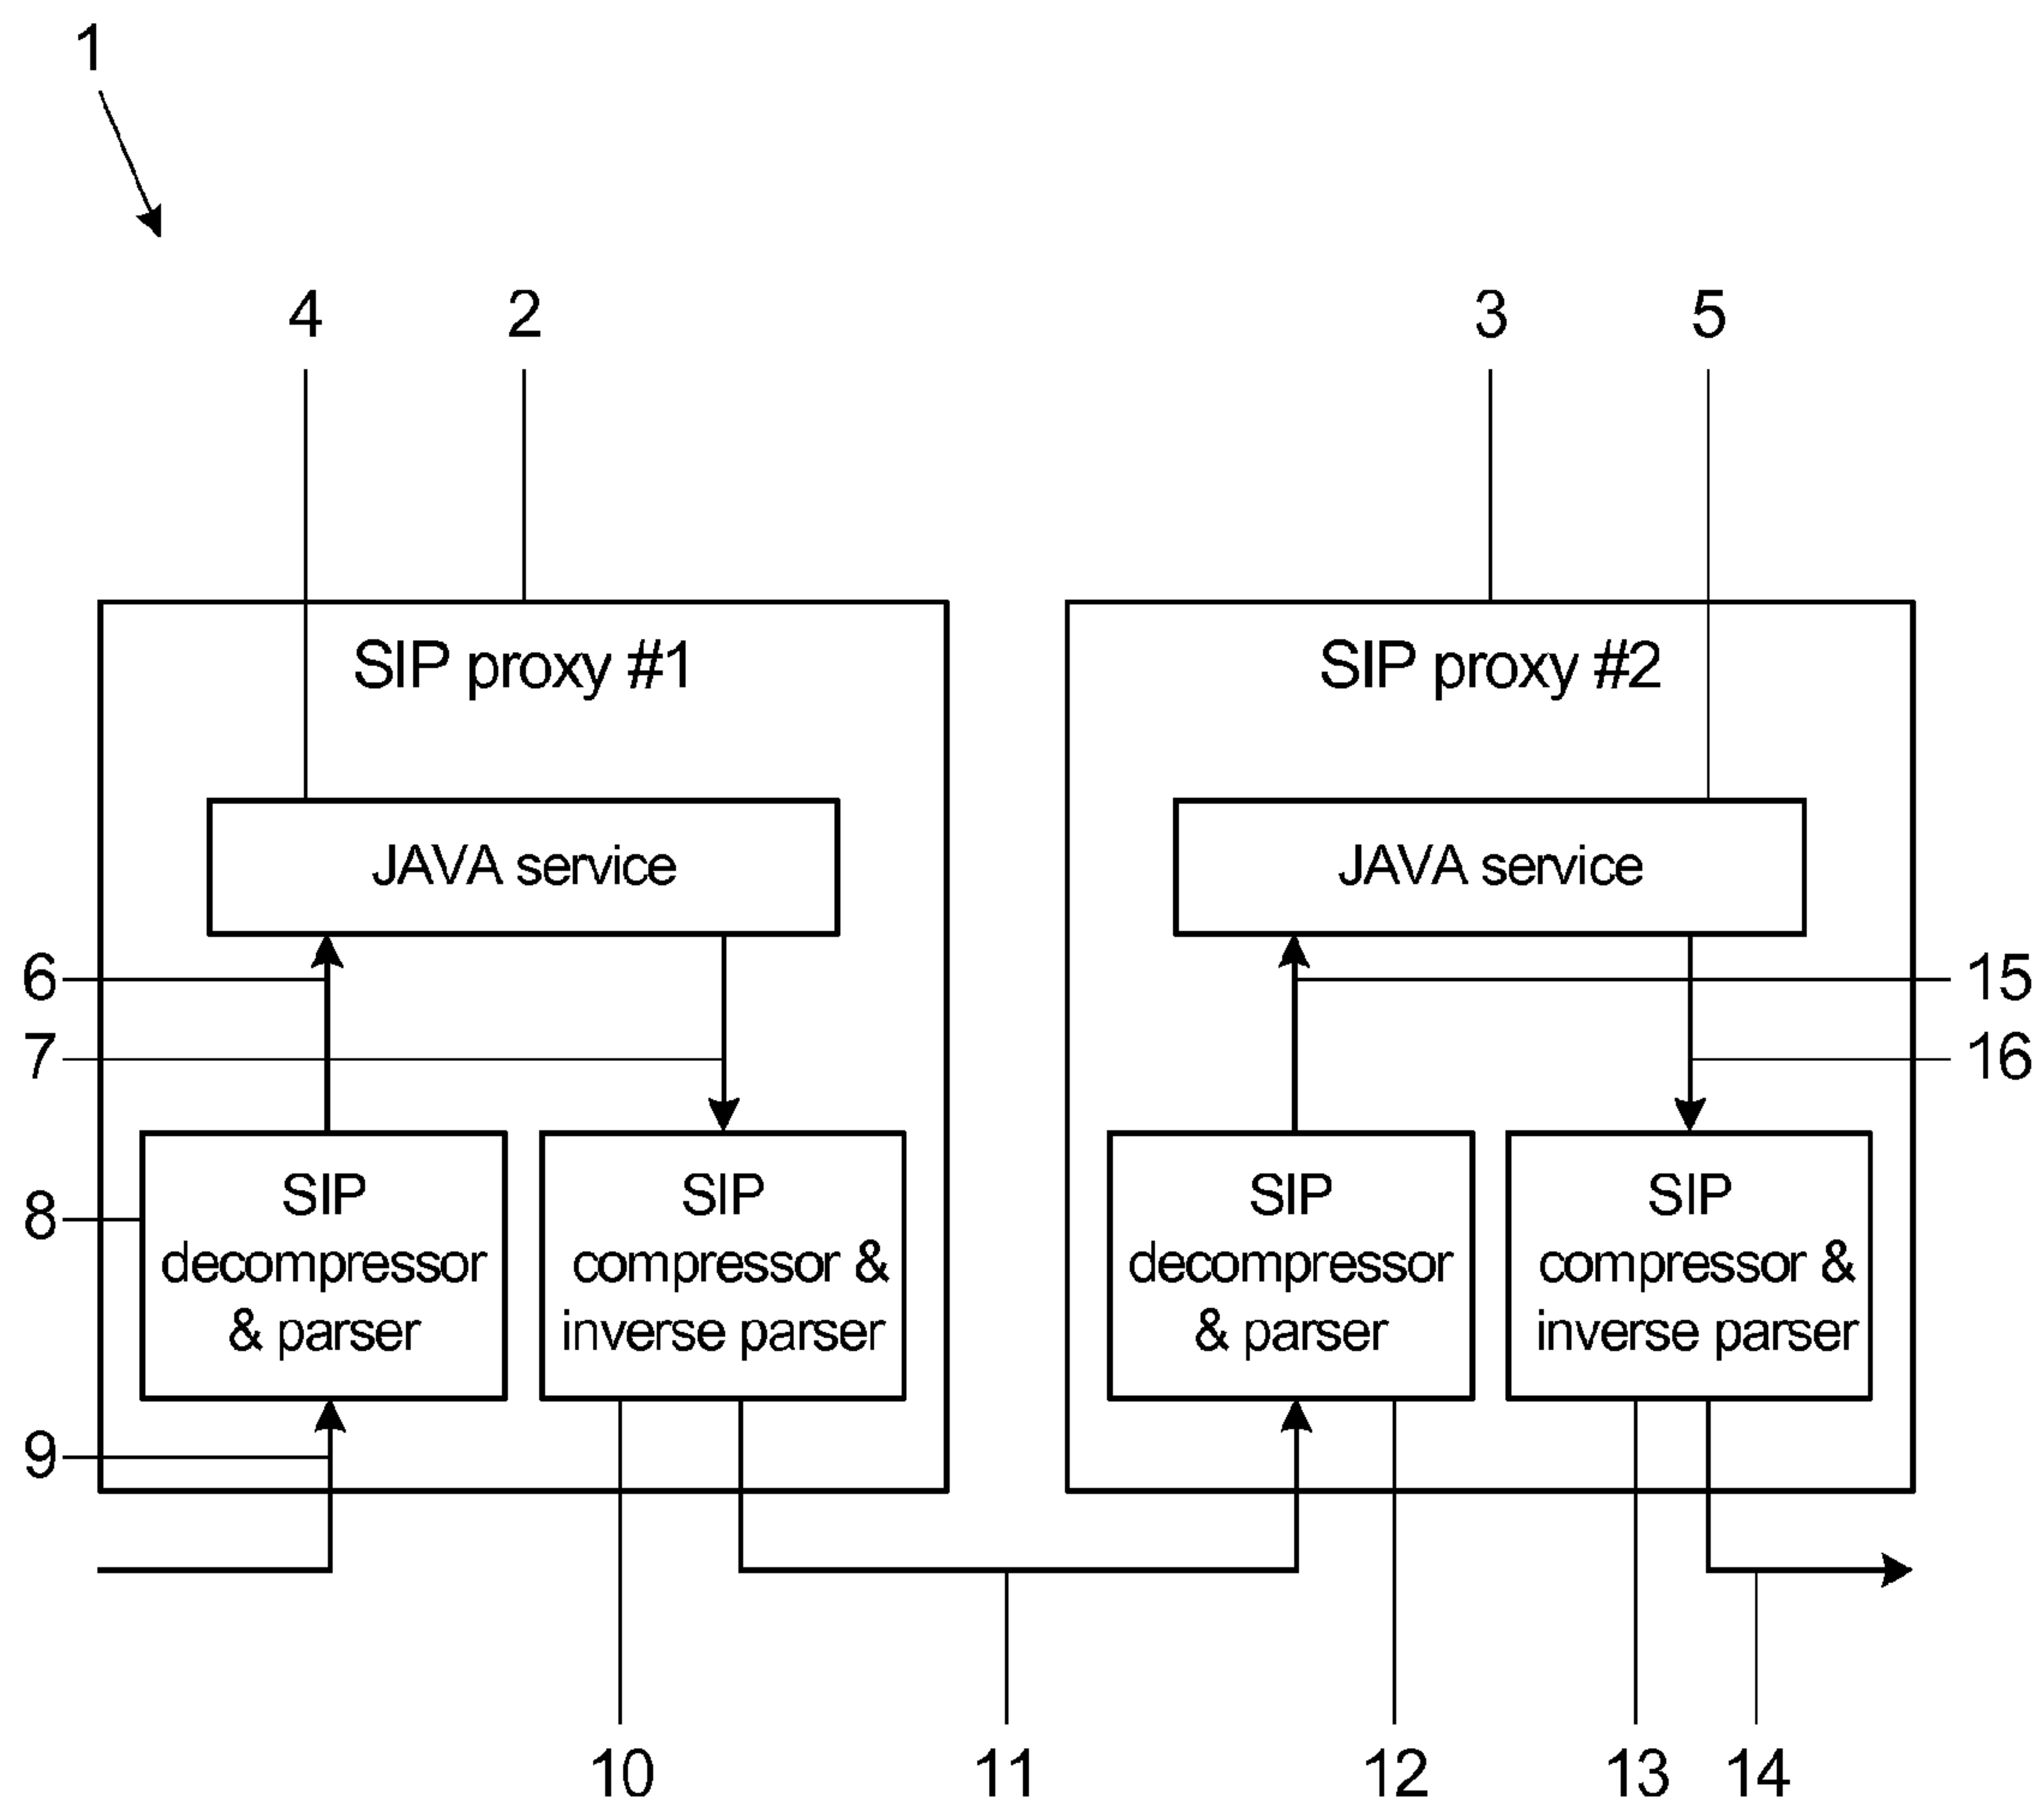 1
4
2
3
5
SIP proxy #1
SIP proxy #2
JAVA service
JAVA service
6
15
7
16
8
SIP
decompressor
& parser
SIP
compressor &
inverse parser
SIP
decompressor
& parser
SIP
compressor &
inverse parser
9
10
11
12
13
14